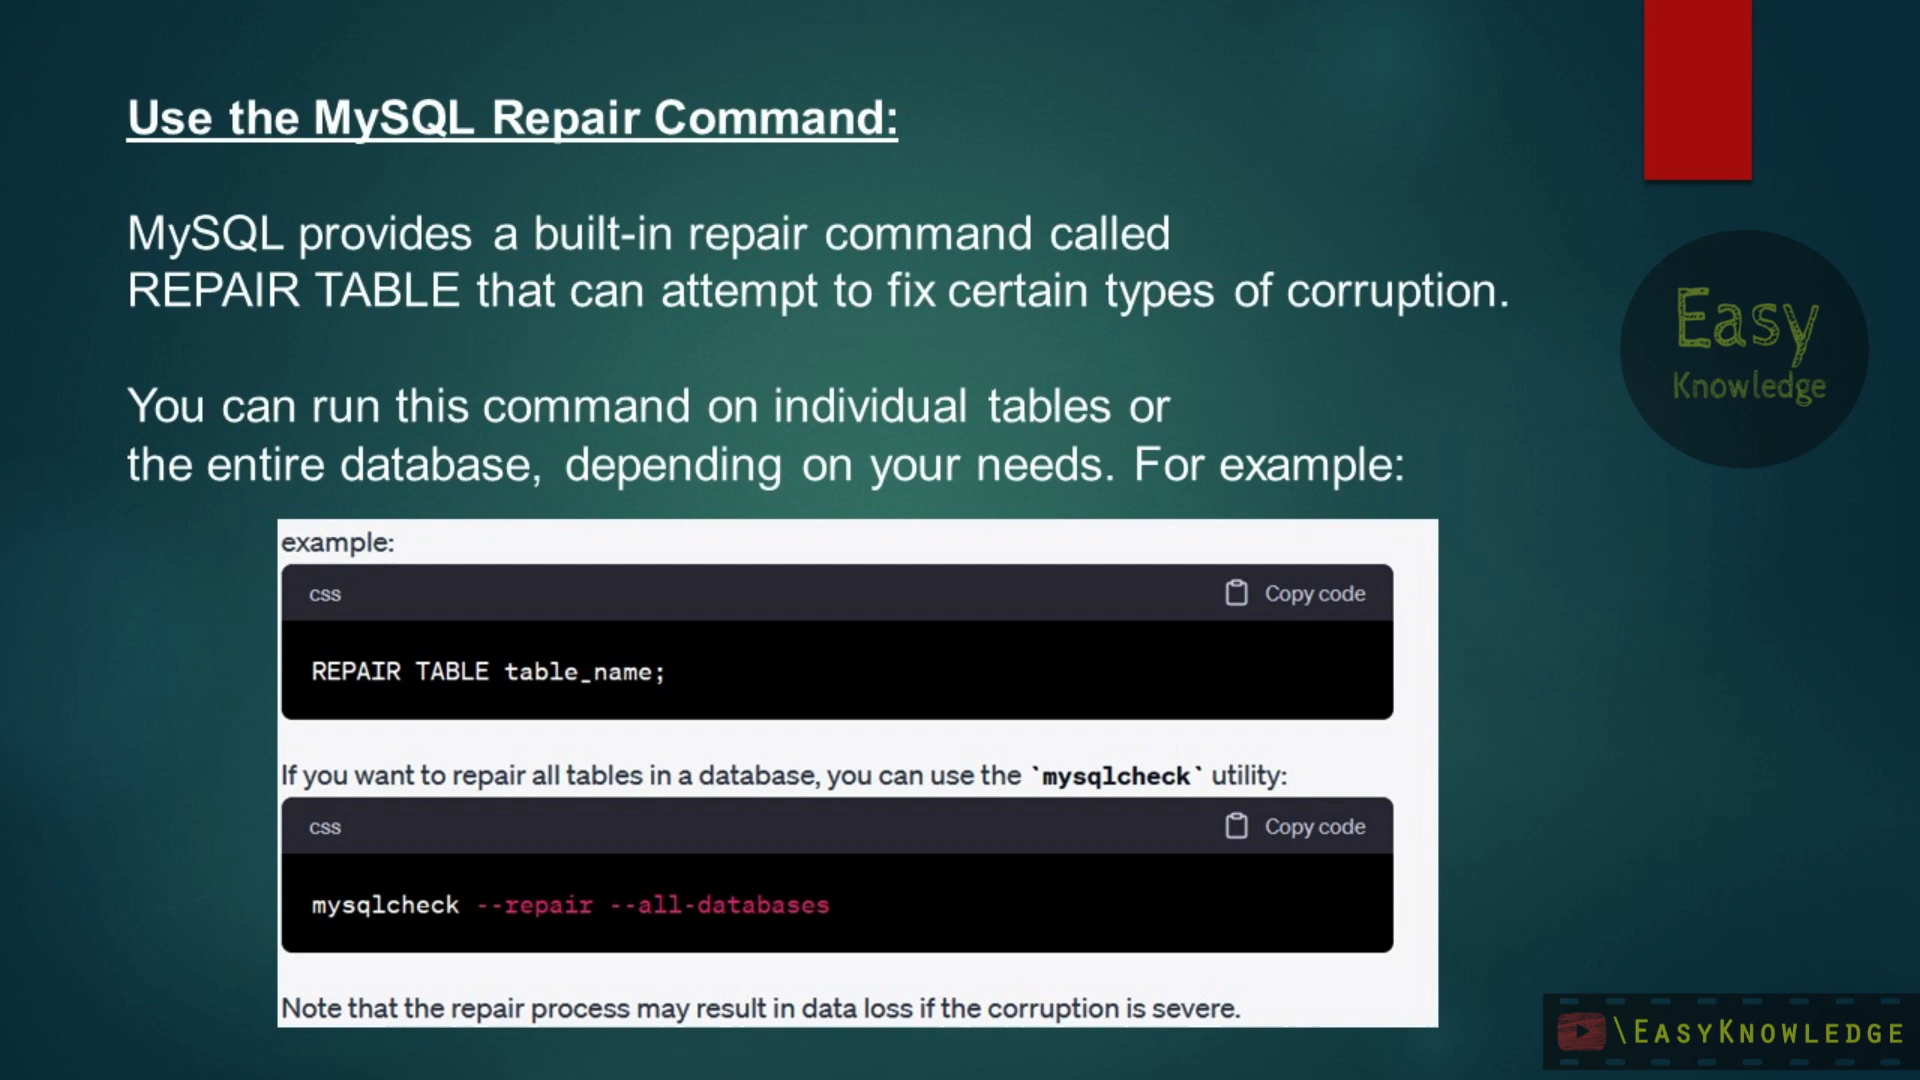 Use the MySQL Repair Command:
MySQL provides a built-in repair command called
REPAIR TABLE that can attempt to fix certain types of corruption.
Easy
Knowledge
You can run this command on individual tables or
the entire database, depending on your needs. For example:
example:
css Copy code
REPAIR TABLE table_name;
If you want to repair all tables in a database, you can use the `mysqlcheck` utility:
css Copy code
mysqlcheck --repair --all-databases
Note that the repair process may result in data loss if the corruption is severe.
\EASYKNOWLEDGE